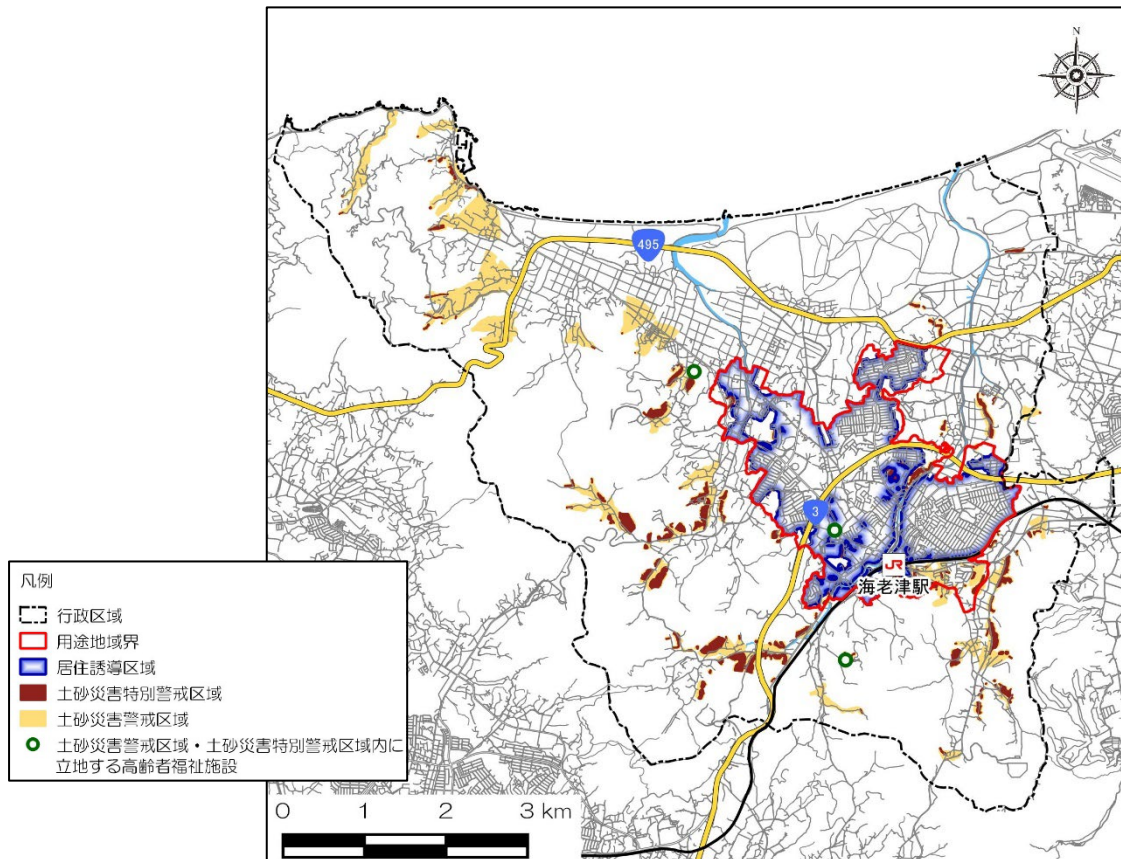 N
495
3
JR
海老津駅
凡例
行政区域
用途地域界
居住誘導区域
土砂災害特別警戒区域
土砂災害警戒区域
土砂災害警戒区域・土砂災害特別警戒区域内に
立地する高齢者福祉施設
0 1 2 3 km